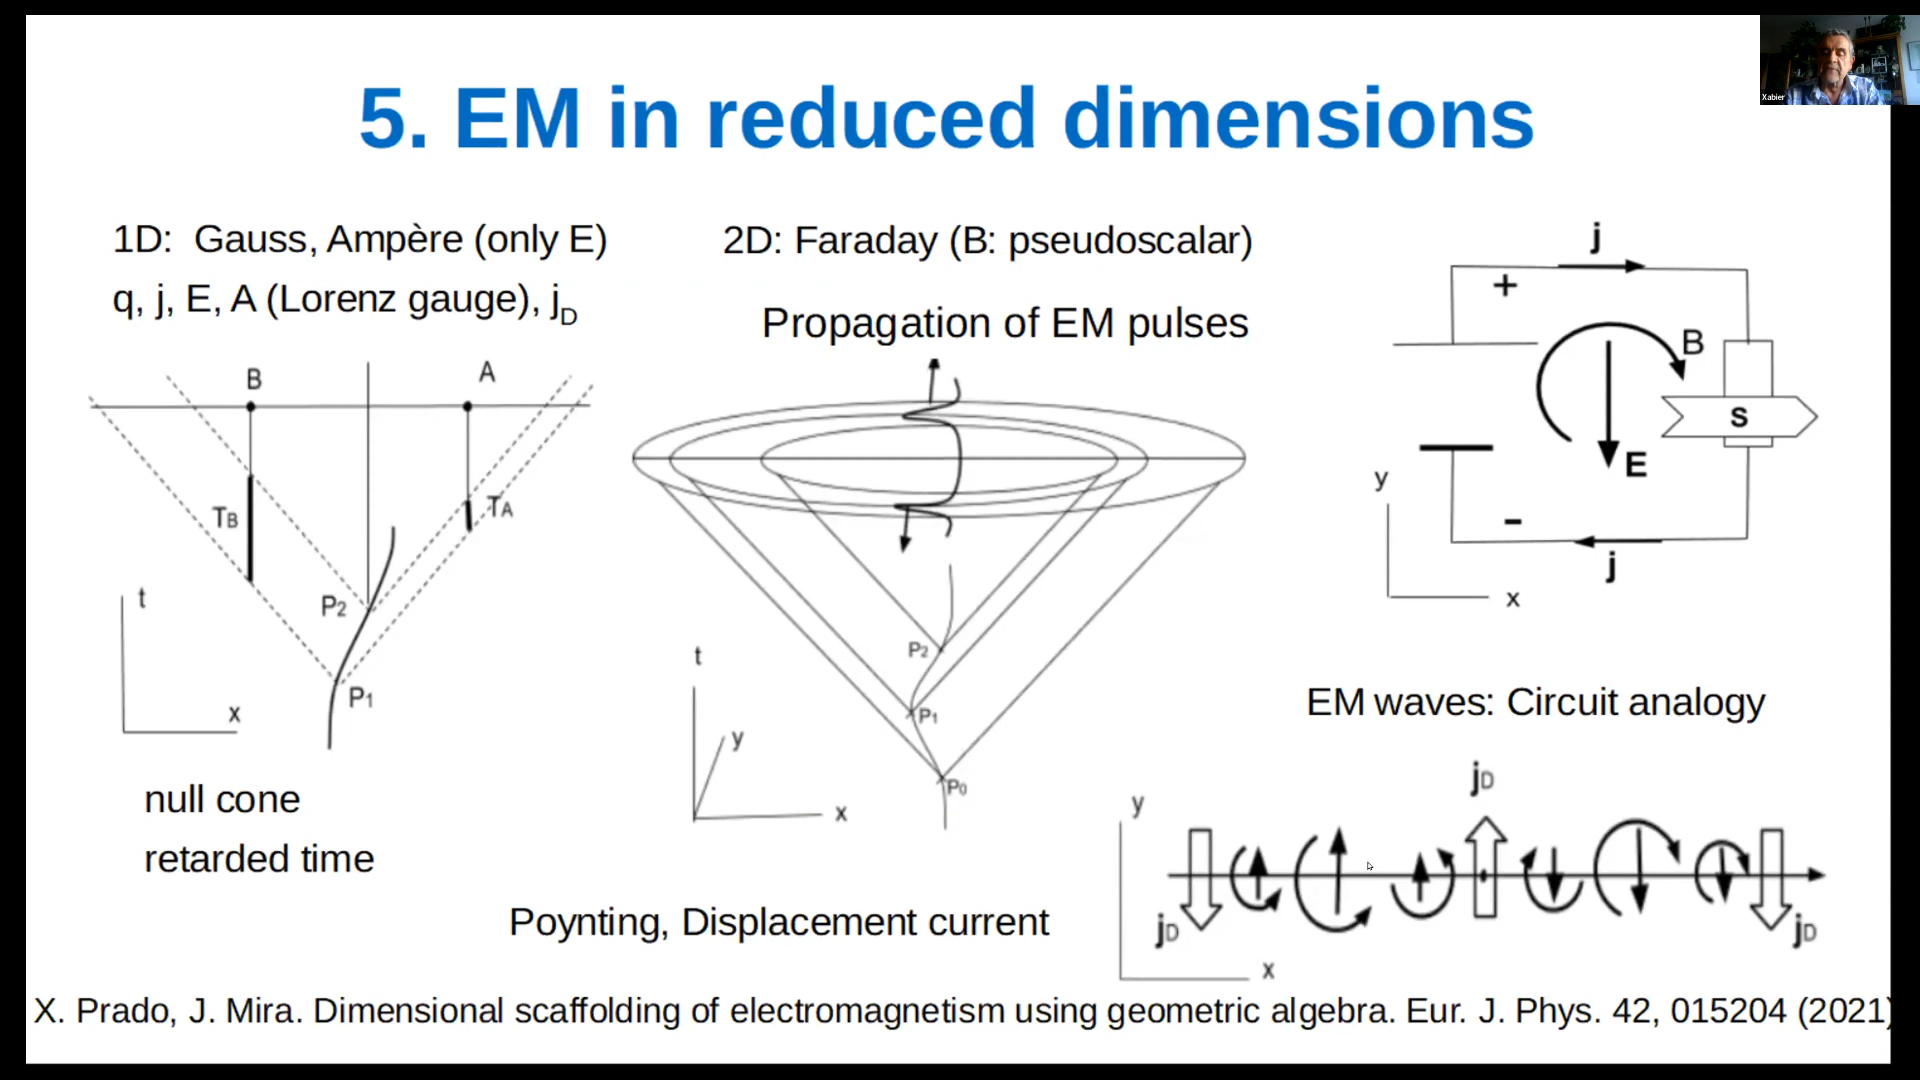 Xabier
5. EM in reduced dimensions
1D: Gauss, Ampère (only E)
q, j, E, A (Lorenz gauge), jD
B
A
TB
TA
P2
P1
t
x
null cone
retarded time
2D: Faraday (B: pseudoscalar)
Propagation of EM pulses
P2
P1
P0
t
y
x
Poynting, Displacement current
j
+
B
S
E
y
-
j
x
EM waves: Circuit analogy
jD
y
jD
jD
x
X. Prado, J. Mira. Dimensional scaffolding of electromagnetism using geometric algebra. Eur. J. Phys. 42, 015204 (2021)